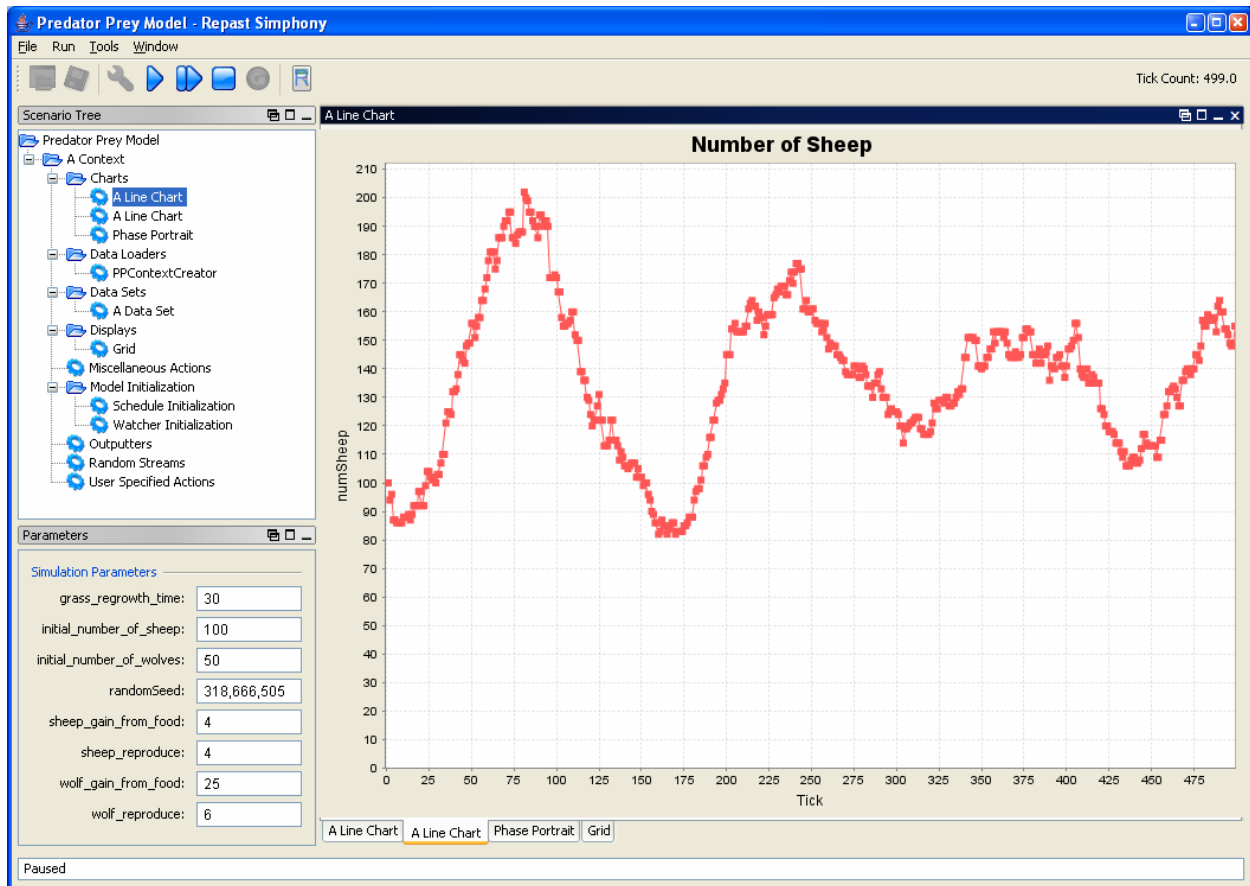 Predator Prey Model - Repast Simphony
File Run Tools Window
Tick Count: 499.0
Scenario Tree
Predator Prey Model
A Context
Charts
A Line Chart
A Line Chart
Phase Portrait
Data Loaders
PPContextCreator
Data Sets
A Data Set
Displays
Grid
Miscellaneous Actions
Model Initialization
Schedule Initialization
Watcher Initialization
Outputters
Random Streams
User Specified Actions
Parameters
Simulation Parameters
grass_regrowth_time: 30
initial_number_of_sheep: 100
initial_number_of_wolves: 50
randomSeed: 318,666,505
sheep_gain_from_food: 4
sheep_reproduce: 4
wolf_gain_from_food: 25
wolf_reproduce: 6
A Line Chart
Number of Sheep
numSheep
210
200
190
180
170
160
150
140
130
120
110
100
90
80
70
60
50
40
30
20
10
0
0 25 50 75 100 125 150 175 200 225 250 275 300 325 350 375 400 425 450 475
Tick
A Line Chart A Line Chart Phase Portrait Grid
Paused